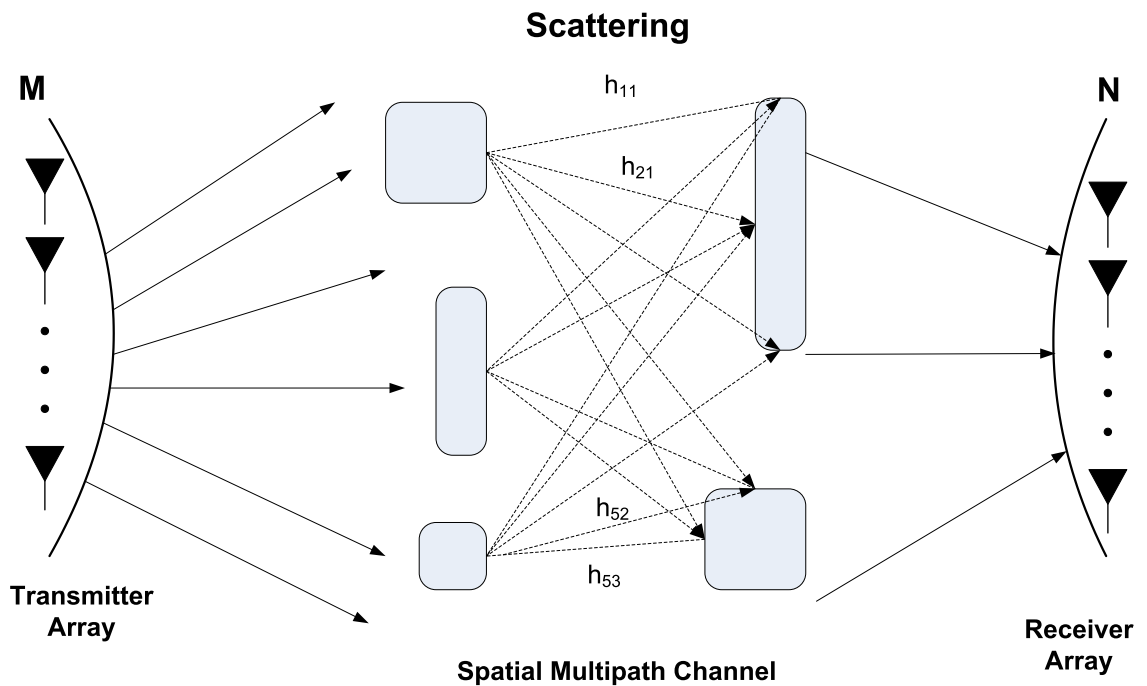 Scattering
M
N
h11
h21
h52
h53
Transmitter
Array
Receiver
Array
Spatial Multipath Channel